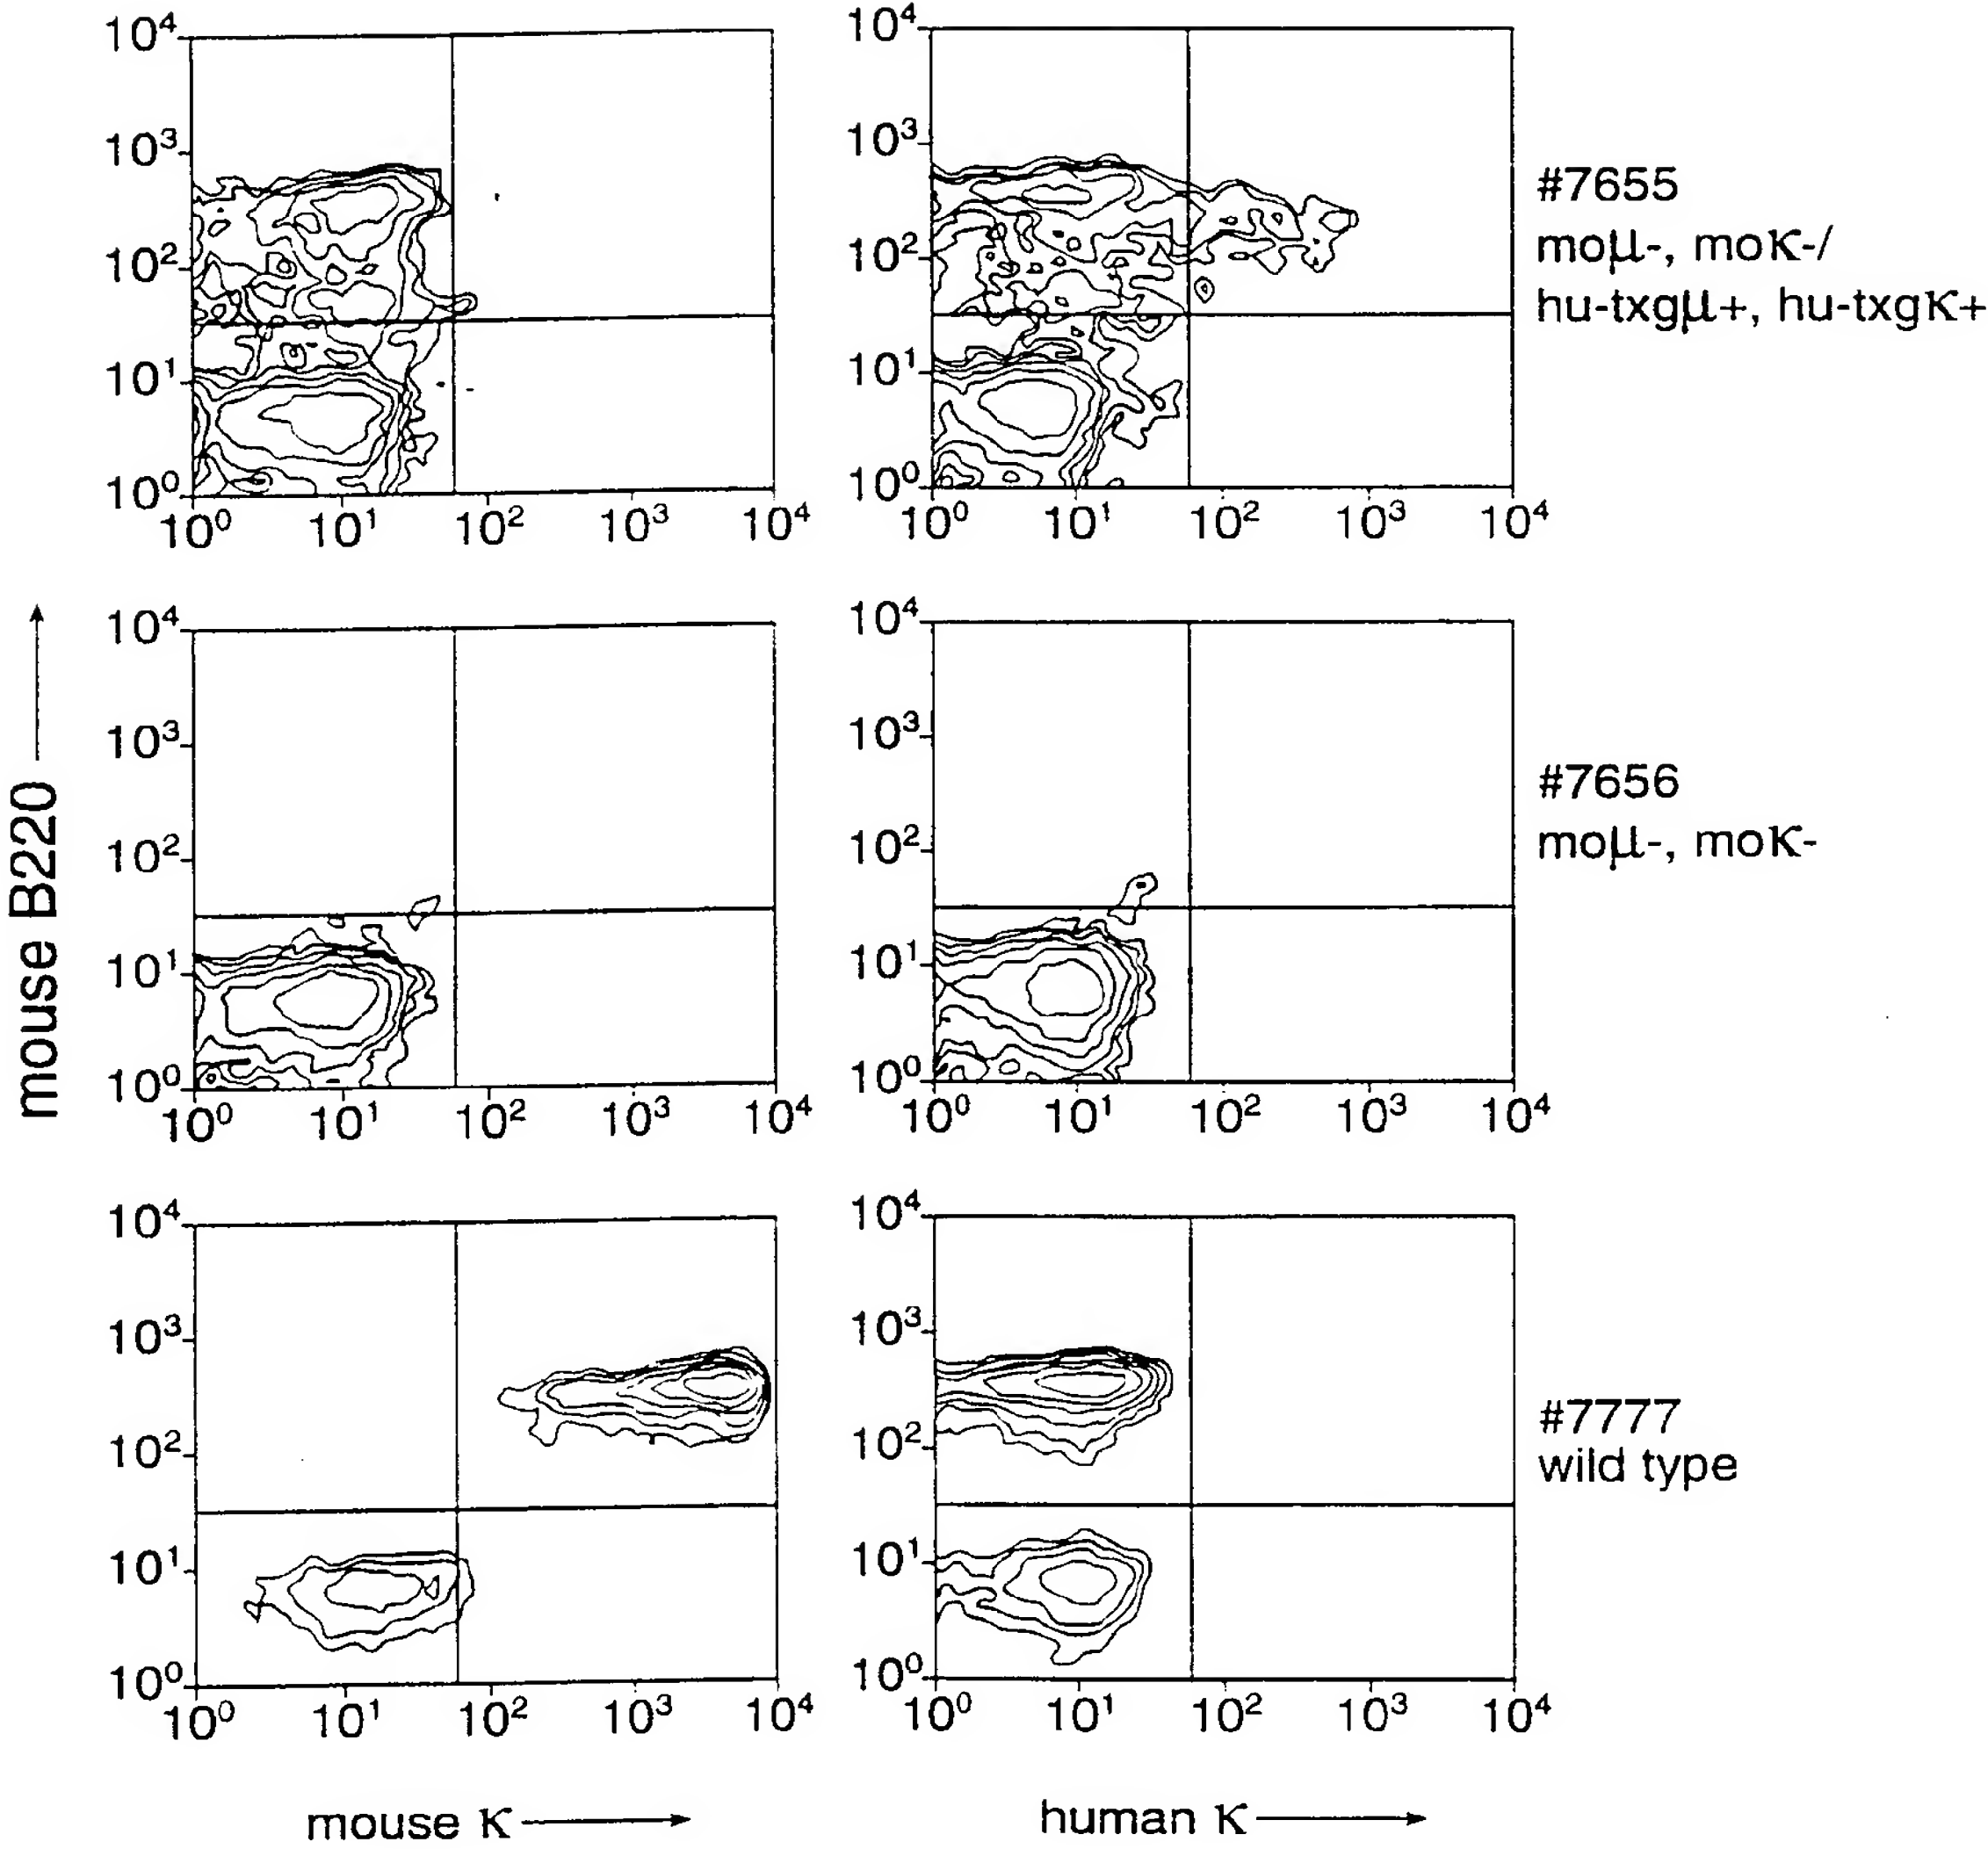 10⁴ 10³ 10² 10¹ 10⁰
10⁰ 10¹ 10² 10³ 10⁴
10⁴ 10³ 10² 10¹ 10⁰
10⁰ 10¹ 10² 10³ 10⁴
#7655
moμ-, moκ-/
hu-txgμ+, hu-txgκ+
mouse B220
10⁴ 10³ 10² 10¹ 10⁰
10⁰ 10¹ 10² 10³ 10⁴
10⁴ 10³ 10² 10¹ 10⁰
10⁰ 10¹ 10² 10³ 10⁴
#7656
moμ-, moκ-
10⁴ 10³ 10² 10¹ 10⁰
10⁰ 10¹ 10² 10³ 10⁴
10⁴ 10³ 10² 10¹ 10⁰
10⁰ 10¹ 10² 10³ 10⁴
#7777
wild type
mouse κ
human κ